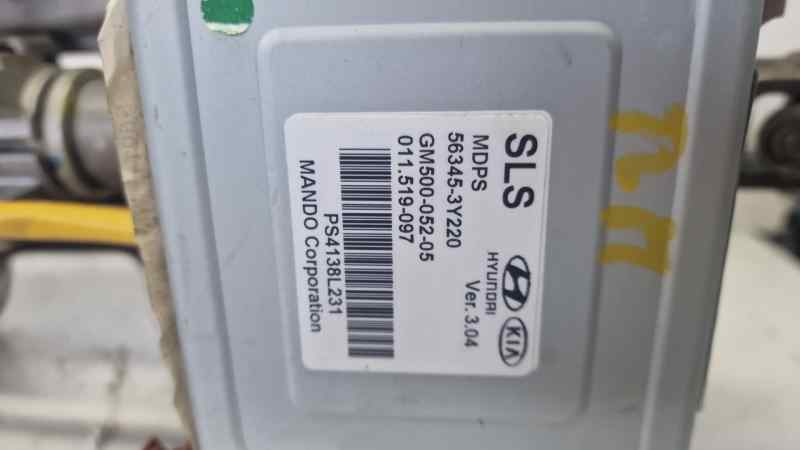 SLS
HYUNDAI KIA
MDPS
56345-3Y220 Ver. 3.04
GM500-052-05
011.519-097
PS4138L231
MANDO Corporation